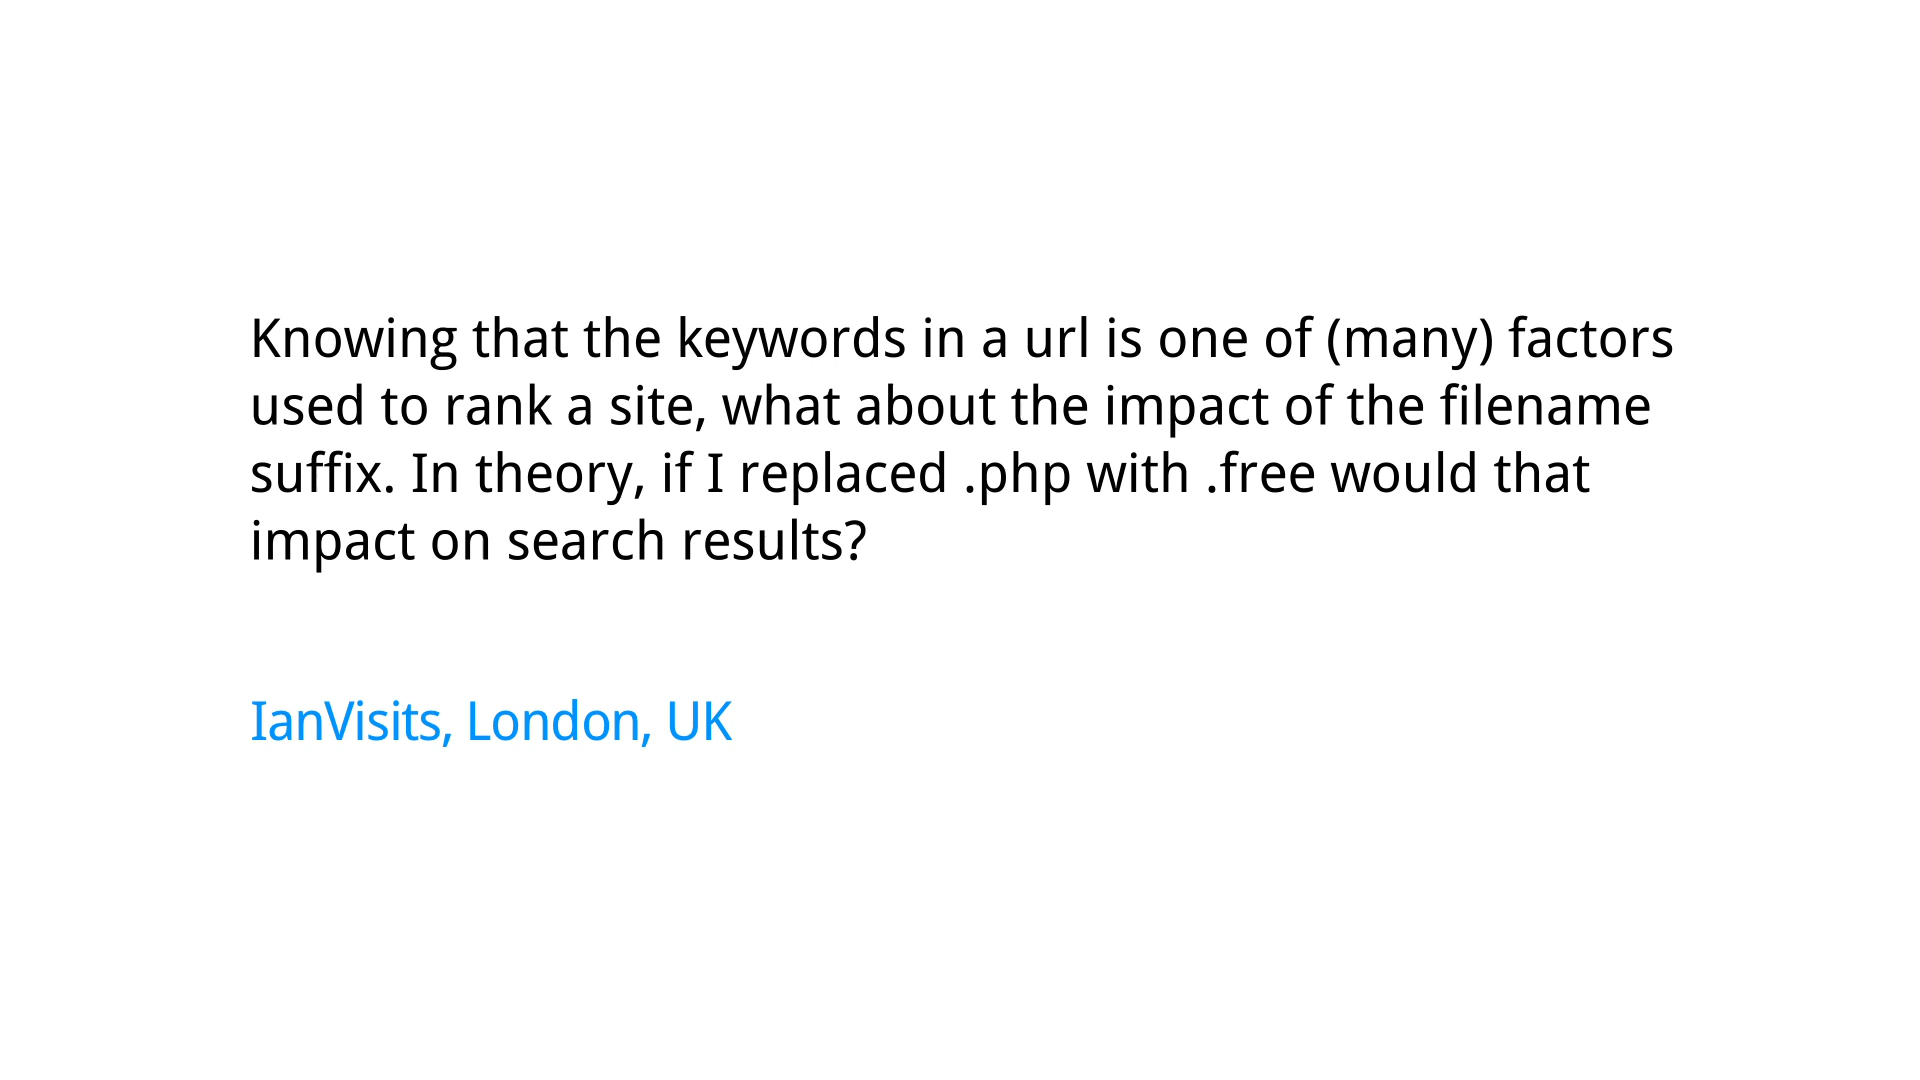 Knowing that the keywords in a url is one of (many) factors
used to rank a site, what about the impact of the filename
suffix. In theory, if I replaced .php with .free would that
impact on search results?
IanVisits, London, UK